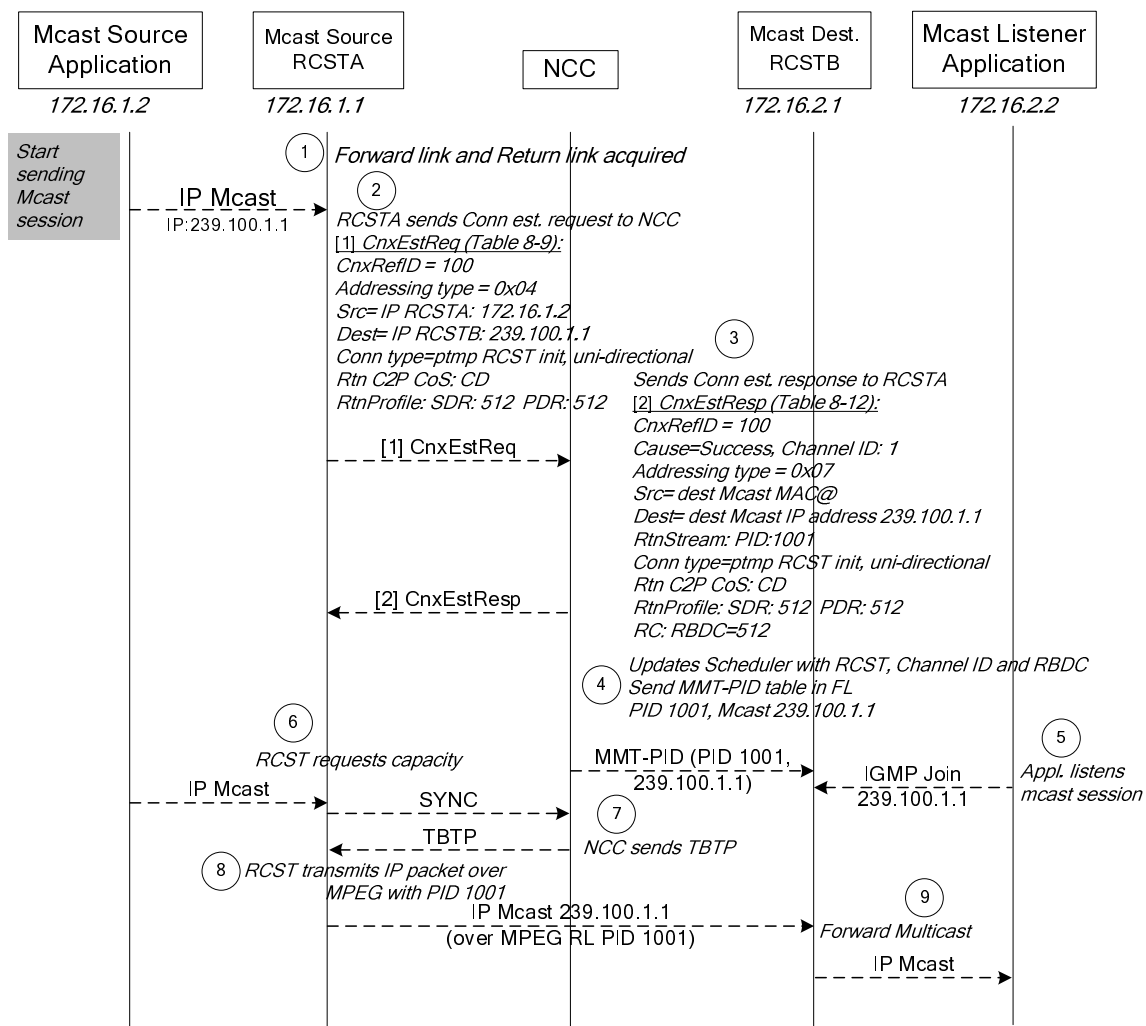 Mcast Source
Application
Mcast Source
RCSTA
NCC
Mcast Dest.
RCSTB
Mcast Listener
Application
172.16.1.2
172.16.1.1
172.16.2.1
172.16.2.2
Start
sending
Mcast
session
1
Forward link and Return link acquired
IP Mcast
IP:239.100.1.1
2
RCSTA sends Conn est. request to NCC
[1] CnxEstReq (Table 8-9):
CnxRefID = 100
Addressing type = 0x04
Src= IP RCSTA: 172.16.1.2
Dest= IP RCSTB: 239.100.1.1
Conn type=ptmp RCST init, uni-directional
Rtn C2P CoS: CD
RtnProfile: SDR: 512 PDR: 512
[1] CnxEstReq
3
Sends Conn est. response to RCSTA
[2] CnxEstResp (Table 8-12):
CnxRefID = 100
Cause=Success, Channel ID: 1
Addressing type = 0x07
Src= dest Mcast MAC@
Dest= dest Mcast IP address 239.100.1.1
RtnStream: PID:1001
Conn type=ptmp RCST init, uni-directional
Rtn C2P CoS: CD
RtnProfile: SDR: 512 PDR: 512
RC: RBDC=512
[2] CnxEstResp
4
Updates Scheduler with RCST, Channel ID and RBDC
Send MMT-PID table in FL
PID 1001, Mcast 239.100.1.1
MMT-PID (PID 1001,
239.100.1.1)
5
Appl. listens
mcast session
IGMP Join
239.100.1.1
6
RCST requests capacity
IP Mcast
SYNC
7
NCC sends TBTP
TBTP
8
RCST transmits IP packet over
MPEG with PID 1001
IP Mcast 239.100.1.1
(over MPEG RL PID 1001)
9
Forward Multicast
IP Mcast